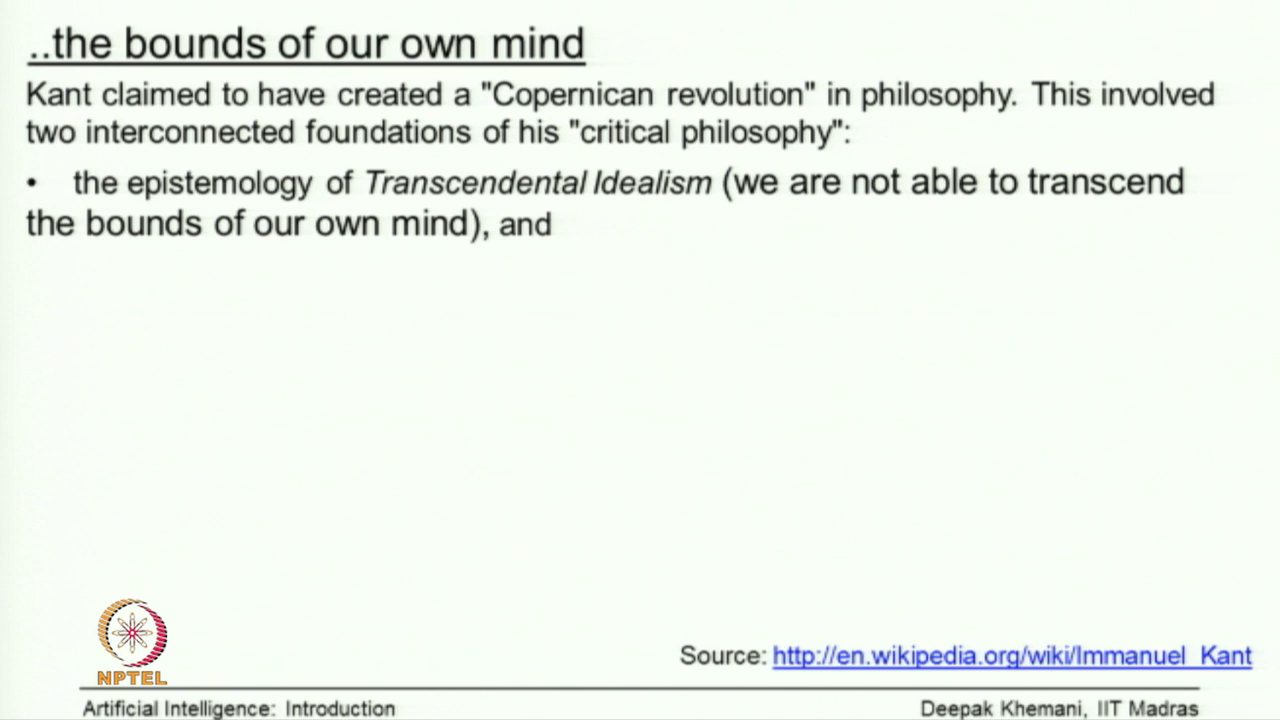 ..the bounds of our own mind
Kant claimed to have created a "Copernican revolution" in philosophy. This involved
two interconnected foundations of his "critical philosophy":
• the epistemology of Transcendental Idealism (we are not able to transcend
the bounds of our own mind), and
NPTEL
Source: http://en.wikipedia.org/wiki/Immanuel_Kant
Artificial Intelligence: Introduction
Deepak Khemani, IIT Madras